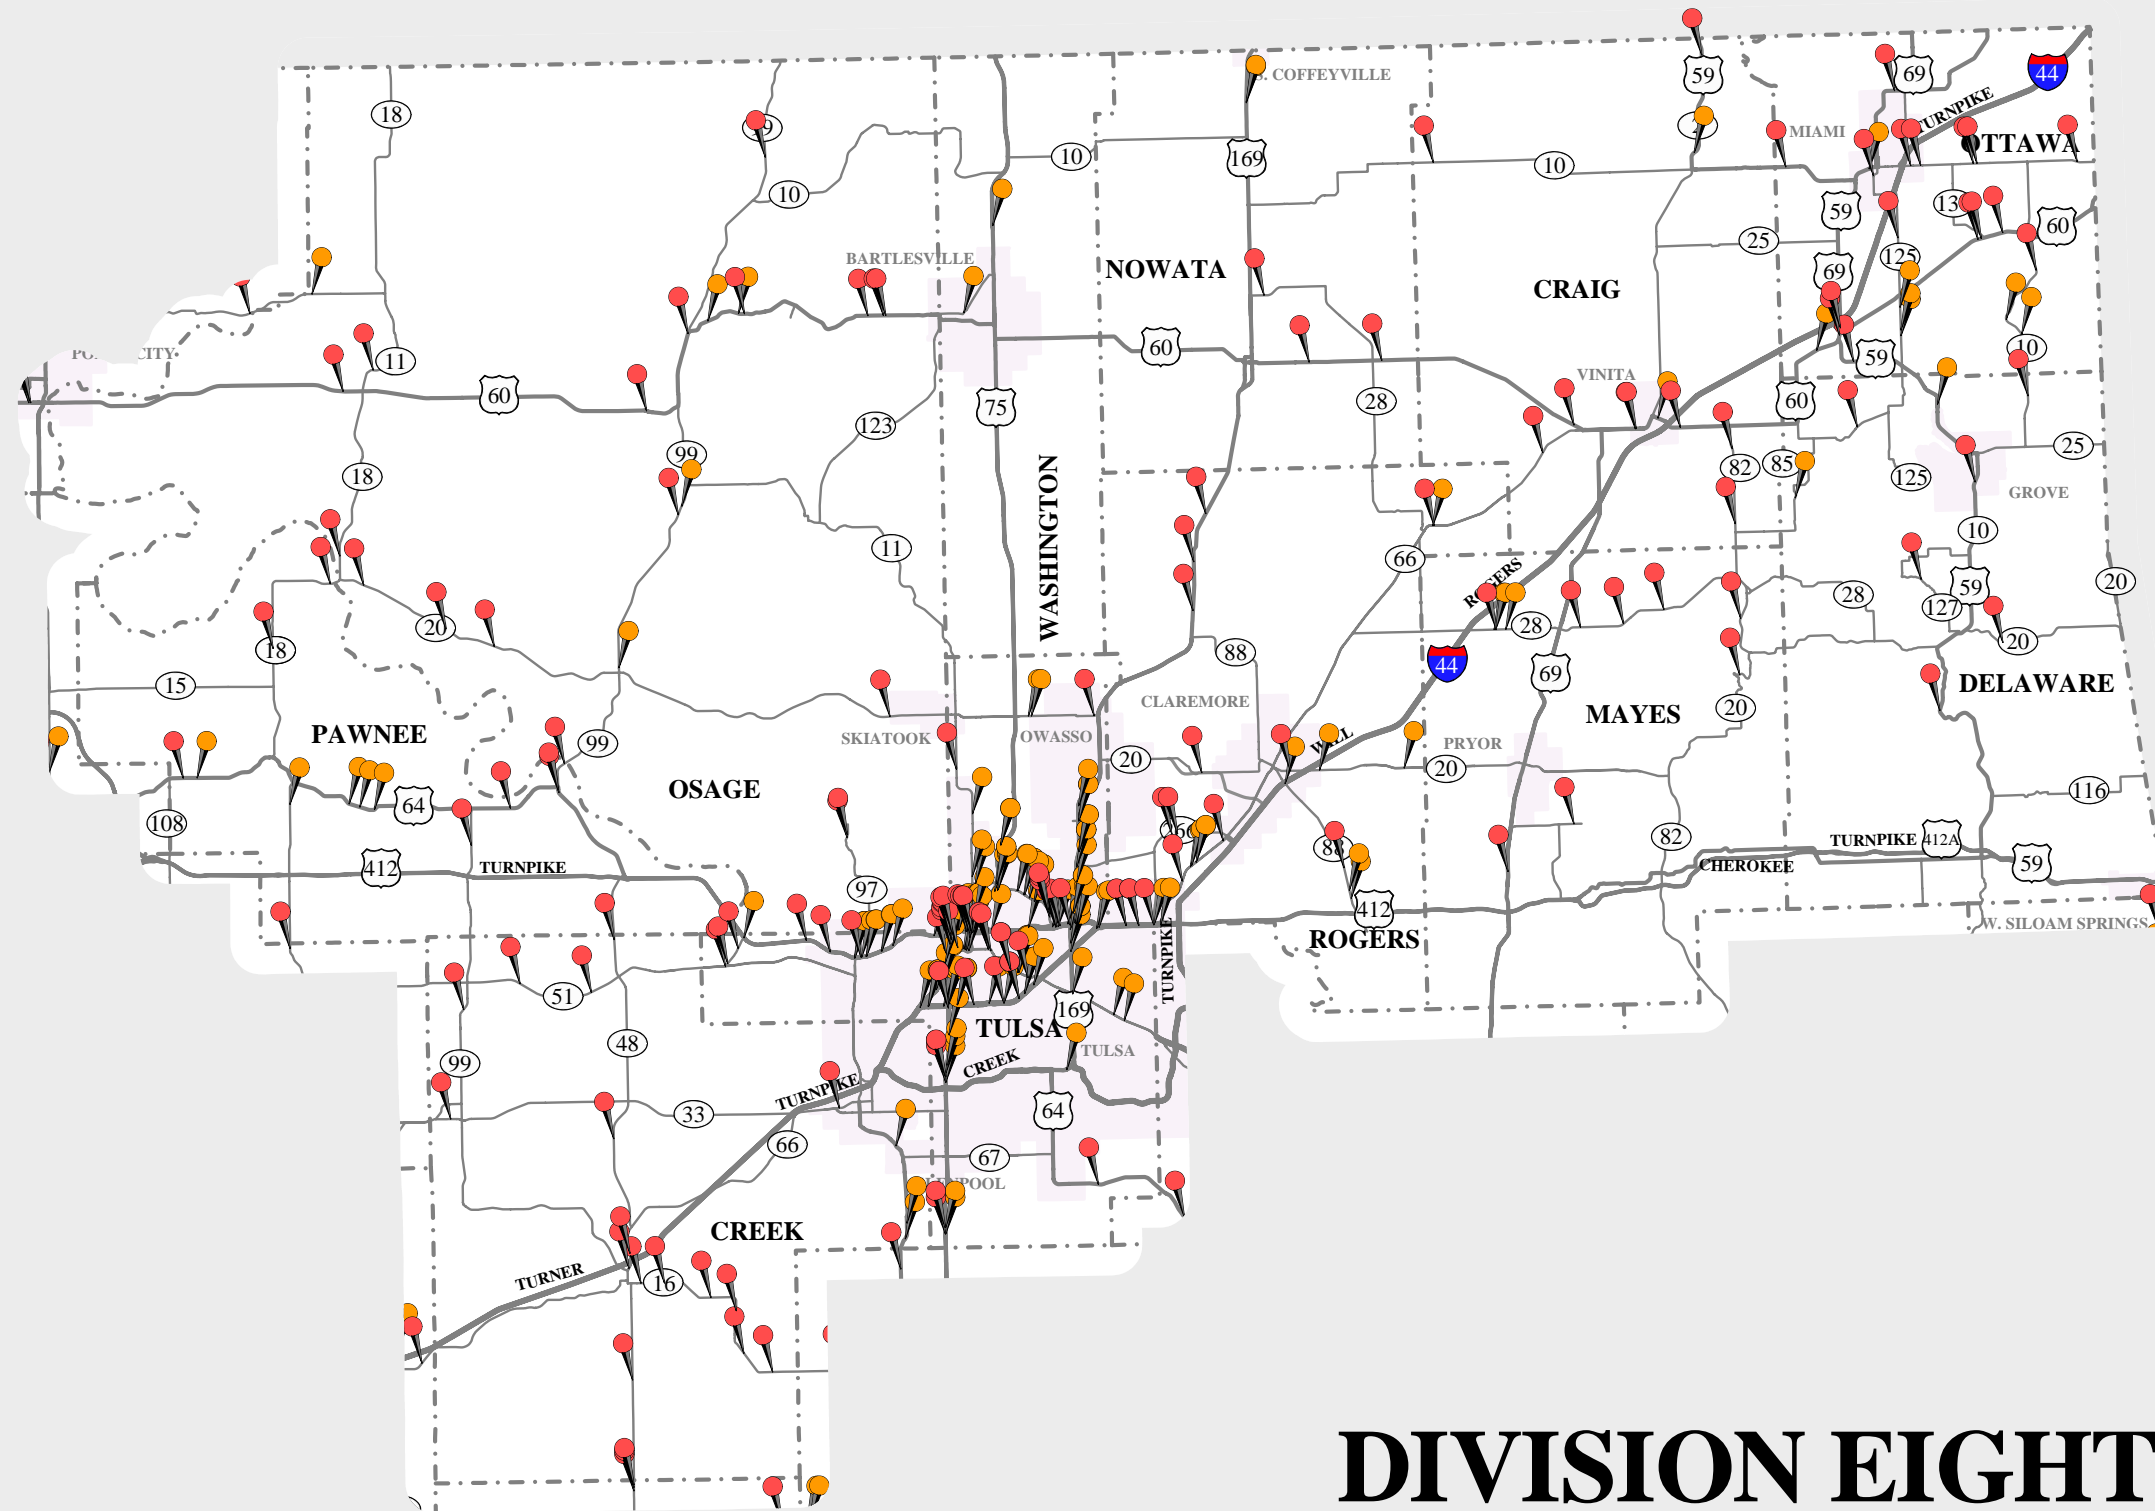 59
69
44
18
S. COFFEYVILLE
TURNPIKE
MIAMI
OTTAWA
10
169
10
10
59
13
60
25
125
BARTLESVILLE
NOWATA
69
CRAIG
60
10
59
CITY
11
VINITA
60
75
28
60
123
99
25
82
85
125
18
GROVE
WASHINGTON
10
11
66
ROGERS
59
20
28
127
20
28
18
20
88
44
15
69
DELAWARE
CLAREMORE
MAYES
20
PAWNEE
99
SKIATOOK
OWASSO
WILL
PRYOR
20
20
OSAGE
116
64
108
66
82
TURNPIKE
412A
88
412
TURNPIKE
CHEROKEE
59
97
412
W. SILOAM SPRINGS
ROGERS
TURNPIKE
51
169
TULSA
48
TULSA
99
CREEK
TURNPIKE
33
64
66
67
CREEK
TURNER
16
DIVISION EIGHT